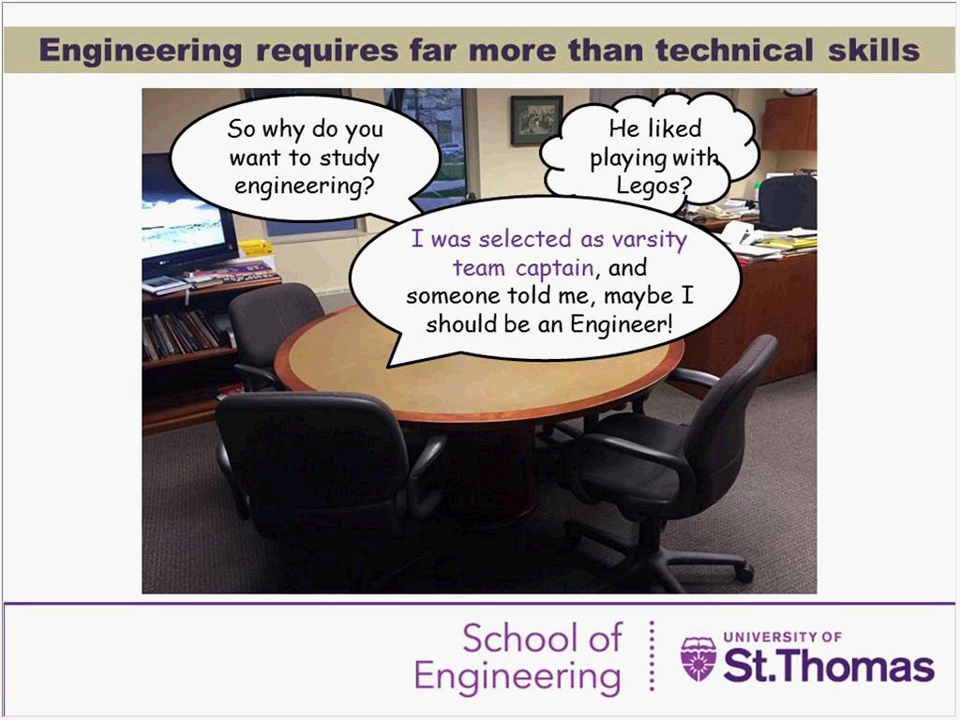 Engineering requires far more than technical skills
So why do you
want to study
engineering?
He liked
playing with
Legos?
I was selected as varsity
team captain, and
someone told me, maybe I
should be an Engineer!
School of
Engineering
UNIVERSITY OF
St.Thomas